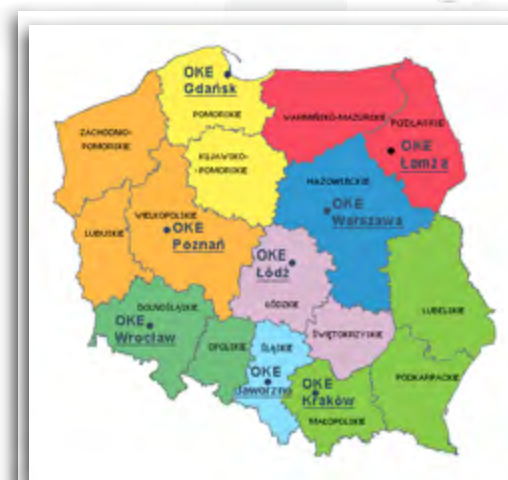 OKE
Gdańsk
POMORSKIE
WARMIŃSKO-MAZURSKIE
PODLASKIE
ZACHODNIO-
POMORSKIE
OKE
Łomża
KUJAWSKO-
-POMORSKIE
MAZOWIECKIE
OKE
Warszawa
WIELKOPOLSKIE
OKE
Poznań
LUBUSKIE
OKE
Łódź
ŁÓDZKIE
DOLNOŚLĄSKIE
OKE
Wrocław
LUBELSKIE
ŚWIĘTOKRZYSKIE
OPOLSKIE
ŚLĄSKIE
OKE
Jaworzno
OKE
Kraków
MAŁOPOLSKIE
PODKARPACKIE